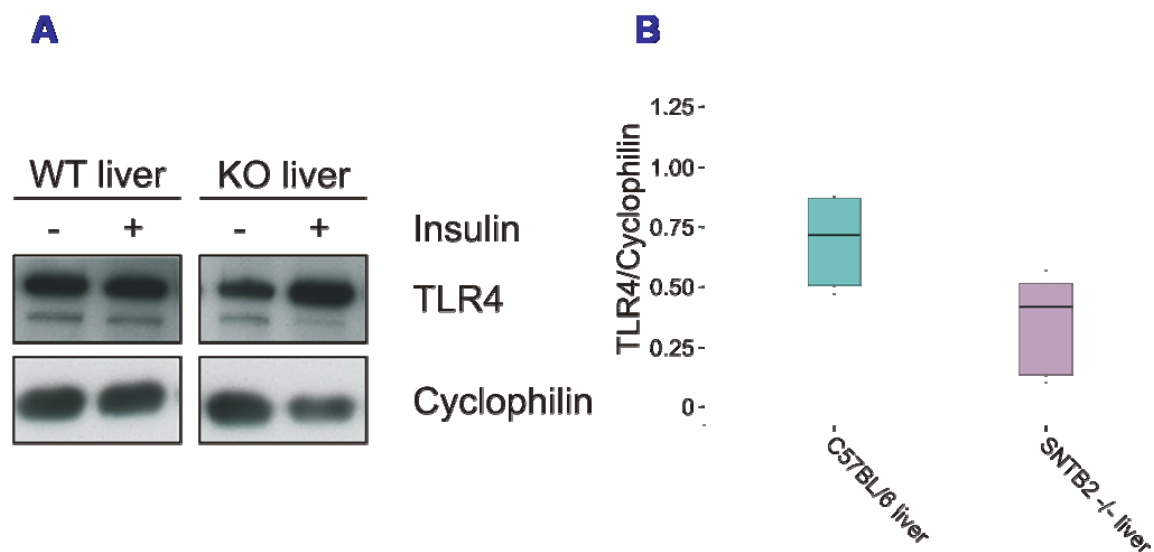 A
WT liver KO liver
- + - + Insulin
TLR4
Cyclophilin
B
TLR4/Cyclophilin
1.25
1.00
0.75
0.50
0.25
0
C57BL/6 liver
SNTB2 -/- liver